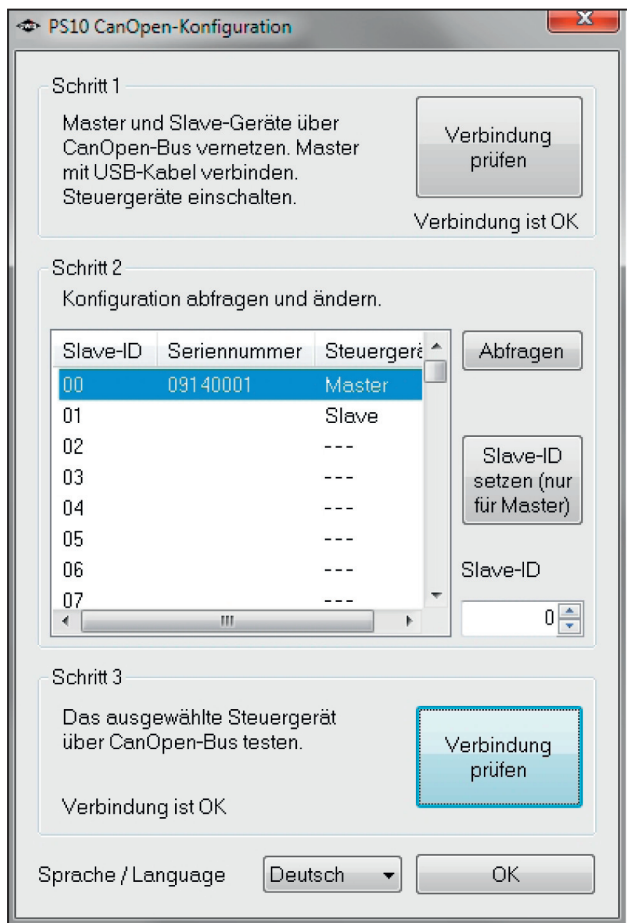 PS10 CanOpen-Konfiguration
Schritt 1
Master und Slave-Geräte über
CanOpen-Bus vernetzen. Master
mit USB-Kabel verbinden.
Steuergeräte einschalten.
Verbindung
prüfen
Verbindung ist OK
Schritt 2
Konfiguration abfragen und ändern.
Slave-ID Seriennummer Steuergerä
00 09140001 Master
01 Slave
02 ---
03 ---
04 ---
05 ---
06 ---
07 ---
Abfragen
Slave-ID
setzen (nur
für Master)
Slave-ID
0
Schritt 3
Das ausgewählte Steuergerät
über CanOpen-Bus testen.
Verbindung ist OK
Verbindung
prüfen
Sprache / Language Deutsch OK